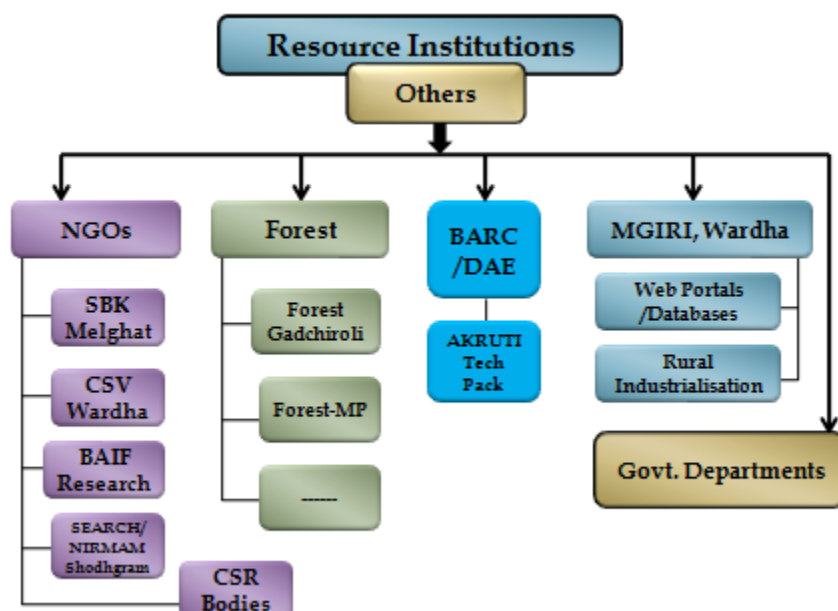 Resource Institutions
Others
NGOs
Forest
BARC
/DAE
MGIRI, Wardha
SBK
Melghat
Forest
Gadchiroli
AKRUTI
Tech
Pack
Web Portals
/Databases
CSV
Wardha
Forest-MP
Rural
Industrialisation
BAIF
Research
------
Govt. Departments
SEARCH/
NIRMAM
Shodhgram
CSR
Bodies